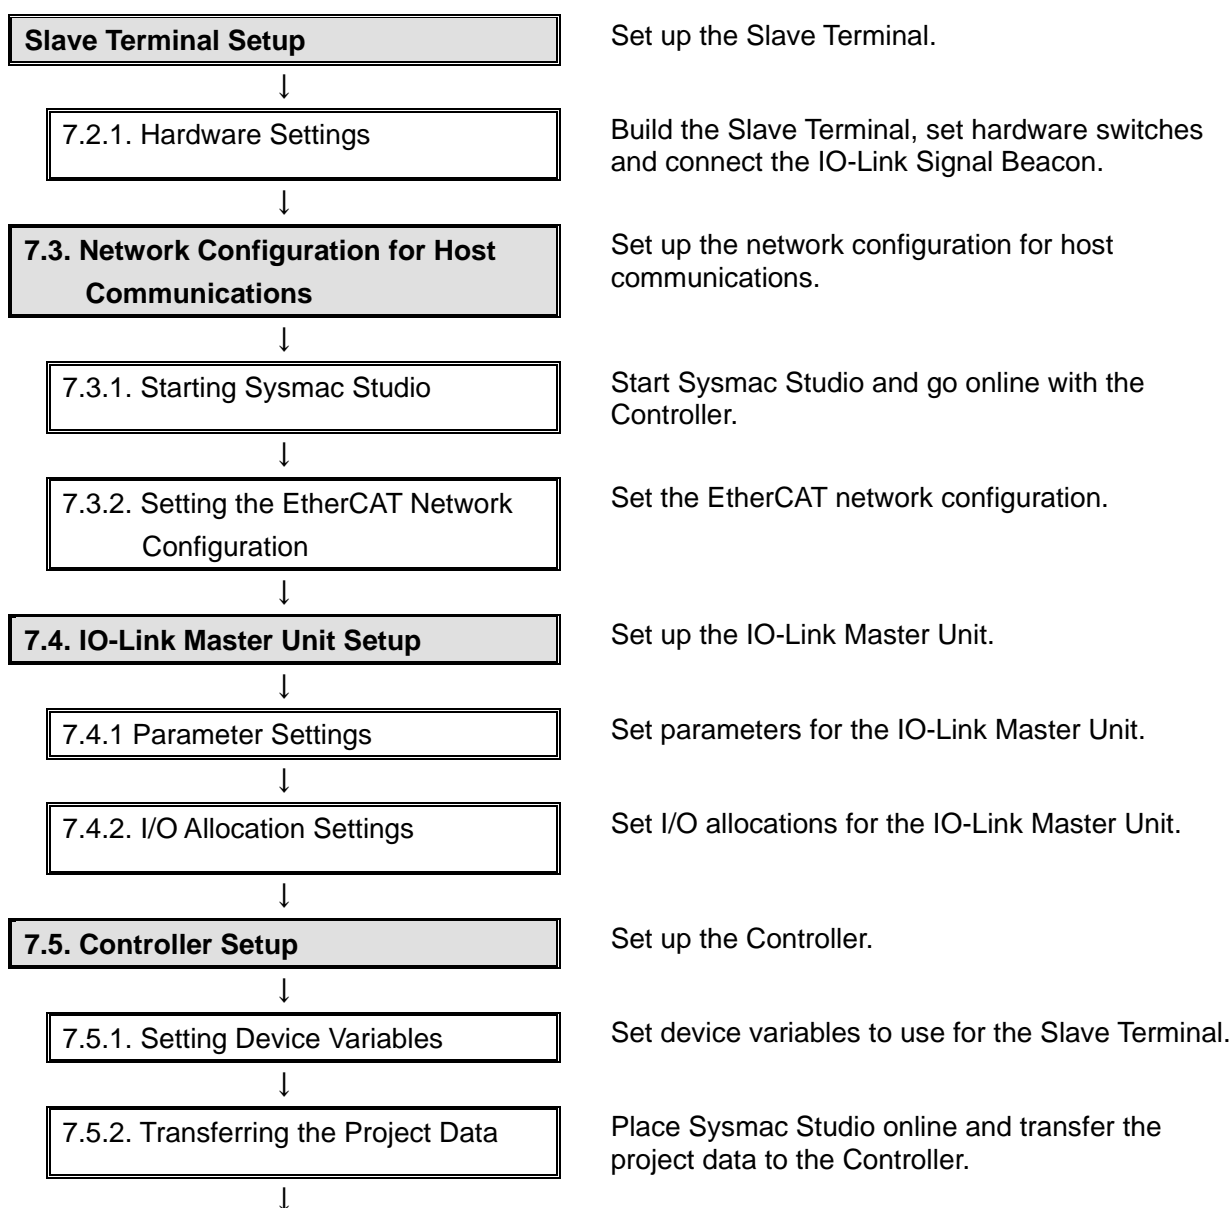 Slave Terminal Setup
Set up the Slave Terminal.
↓
7.2.1. Hardware Settings
Build the Slave Terminal, set hardware switches
and connect the IO-Link Signal Beacon.
↓
7.3. Network Configuration for Host
Communications
Set up the network configuration for host
communications.
↓
7.3.1. Starting Sysmac Studio
Start Sysmac Studio and go online with the
Controller.
↓
7.3.2. Setting the EtherCAT Network
Configuration
Set the EtherCAT network configuration.
↓
7.4. IO-Link Master Unit Setup
Set up the IO-Link Master Unit.
↓
7.4.1 Parameter Settings
Set parameters for the IO-Link Master Unit.
↓
7.4.2. I/O Allocation Settings
Set I/O allocations for the IO-Link Master Unit.
↓
7.5. Controller Setup
Set up the Controller.
↓
7.5.1. Setting Device Variables
Set device variables to use for the Slave Terminal.
↓
7.5.2. Transferring the Project Data
Place Sysmac Studio online and transfer the
project data to the Controller.
↓